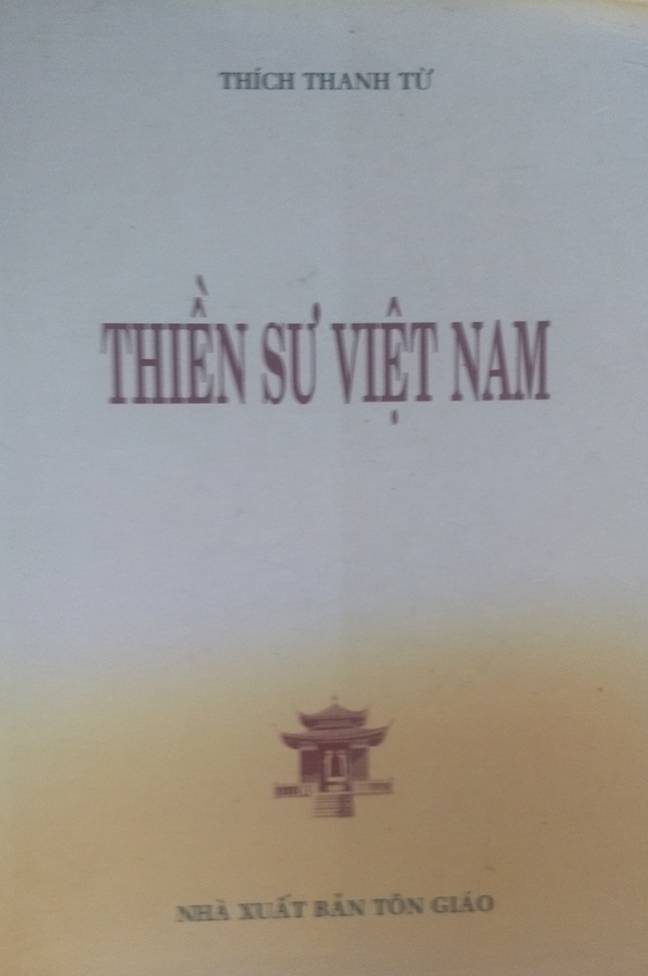 THÍCH THANH TỪ
THIỀN SƯ VIỆT NAM
NHÀ XUẤT BẢN TÔN GIÁO